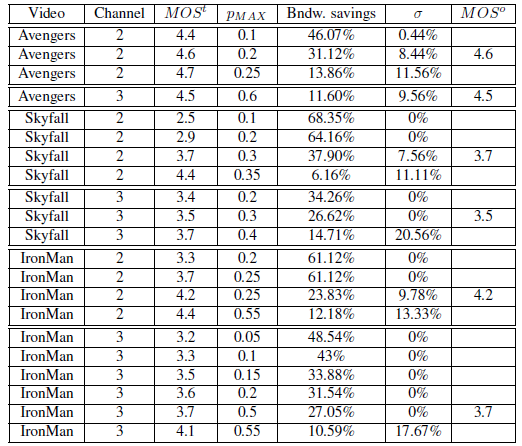 Video Channel MOS^t p_MAX Bndw. savings σ MOS^o
Avengers 2 4.4 0.1 46.07% 0.44%
Avengers 2 4.6 0.2 31.12% 8.44% 4.6
Avengers 2 4.7 0.25 13.86% 11.56%
Avengers 3 4.5 0.6 11.60% 9.56% 4.5
Skyfall 2 2.5 0.1 68.35% 0%
Skyfall 2 2.9 0.2 64.16% 0%
Skyfall 2 3.7 0.3 37.90% 7.56% 3.7
Skyfall 2 4.4 0.35 6.16% 11.11%
Skyfall 3 3.4 0.2 34.26% 0%
Skyfall 3 3.5 0.3 26.62% 0% 3.5
Skyfall 3 3.7 0.4 14.71% 20.56%
IronMan 2 3.3 0.2 61.12% 0%
IronMan 2 3.7 0.25 61.12% 0%
IronMan 2 4.2 0.25 23.83% 9.78% 4.2
IronMan 2 4.4 0.55 12.18% 13.33%
IronMan 3 3.2 0.05 48.54% 0%
IronMan 3 3.3 0.1 43% 0%
IronMan 3 3.5 0.15 33.88% 0%
IronMan 3 3.6 0.2 31.54% 0%
IronMan 3 3.7 0.5 27.05% 0% 3.7
IronMan 3 4.1 0.55 10.59% 17.67%